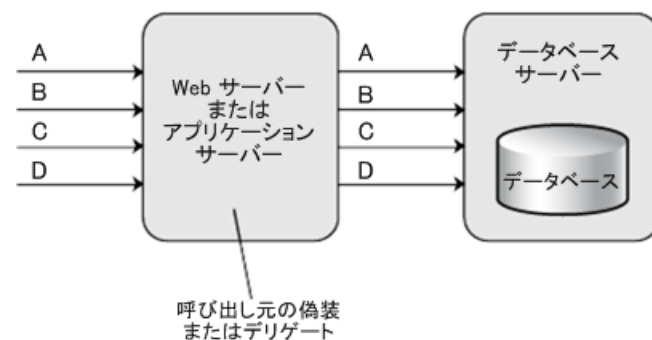 A
B
C
D
Web サーバー
または
アプリケーション
サーバー
A
B
C
D
データベース
サーバー
データベース
呼び出し元の偽装
またはデリゲート